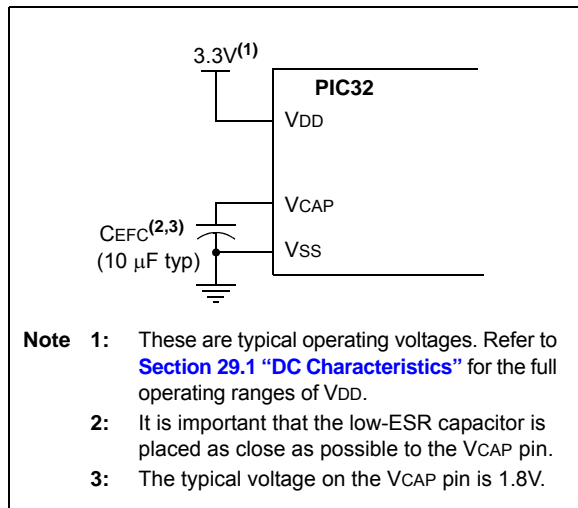 3.3V(1)
PIC32
VDD
VCAP
CEFC(2,3)
(10 μF typ)
VSS
Note 1: These are typical operating voltages. Refer to
Section 29.1 “DC Characteristics” for the full
operating ranges of VDD.
2: It is important that the low-ESR capacitor is
placed as close as possible to the VCAP pin.
3: The typical voltage on the VCAP pin is 1.8V.